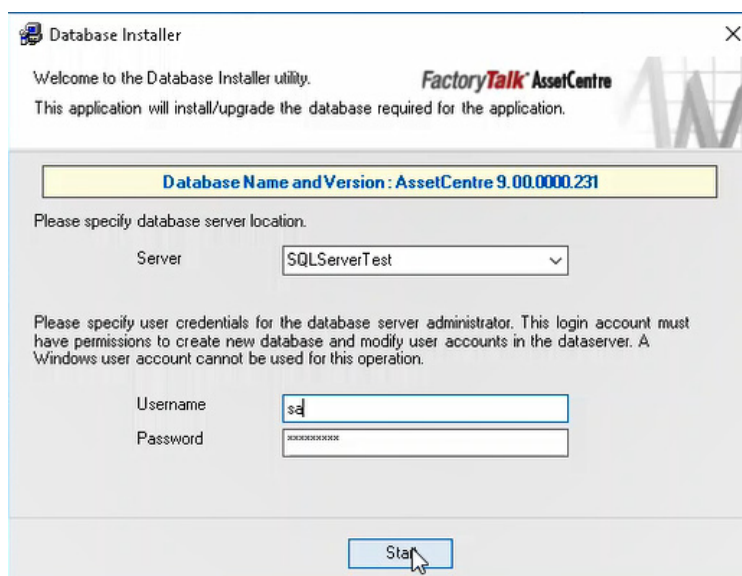 Database Installer
Welcome to the Database Installer utility.
FactoryTalk AssetCentre
This application will install/upgrade the database required for the application.
Database Name and Version : AssetCentre 9.00.0000.231
Please specify database server location.
Server
SQLServerTest
Please specify user credentials for the database server administrator. This login account must
have permissions to create new database and modify user accounts in the dataserver. A
Windows user account cannot be used for this operation.
Username
sa
Password
*********
Start